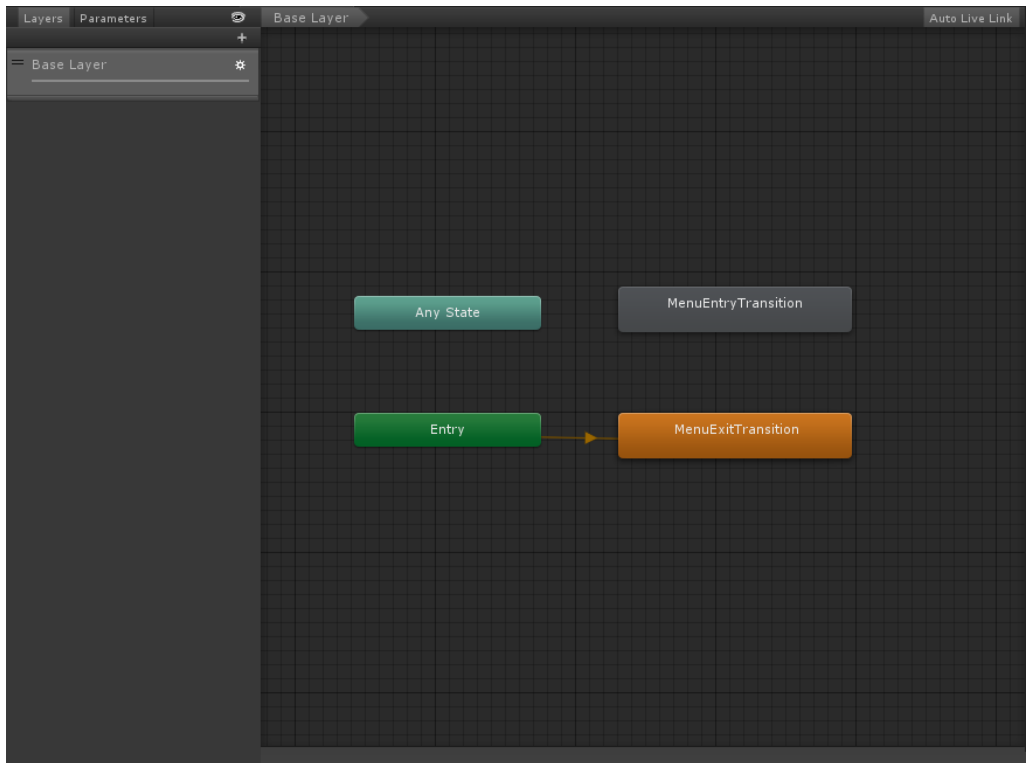 Layers Parameters
Base Layer
Auto Live Link
Base Layer
Any State
MenuEntryTransition
Entry
MenuExitTransition